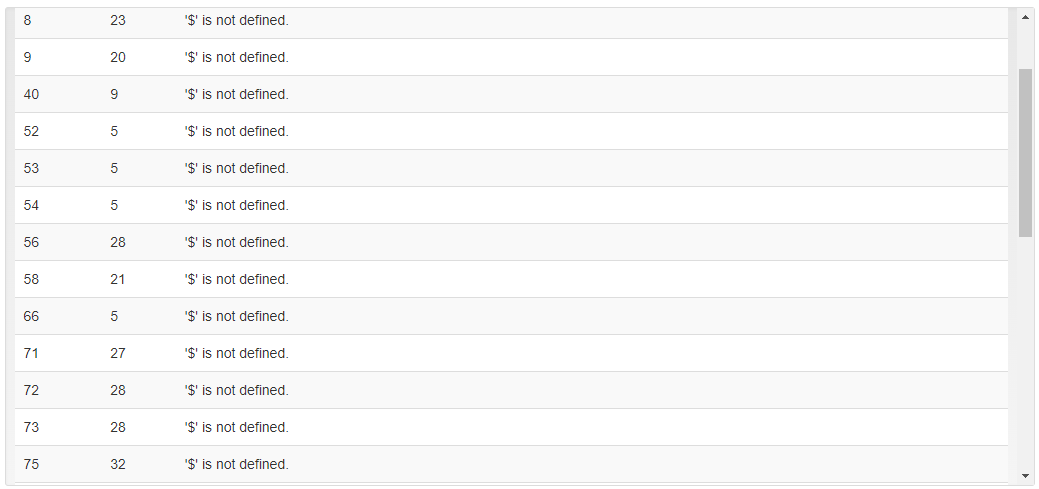 8 23 '$' is not defined.
9 20 '$' is not defined.
40 9 '$' is not defined.
52 5 '$' is not defined.
53 5 '$' is not defined.
54 5 '$' is not defined.
56 28 '$' is not defined.
58 21 '$' is not defined.
66 5 '$' is not defined.
71 27 '$' is not defined.
72 28 '$' is not defined.
73 28 '$' is not defined.
75 32 '$' is not defined.